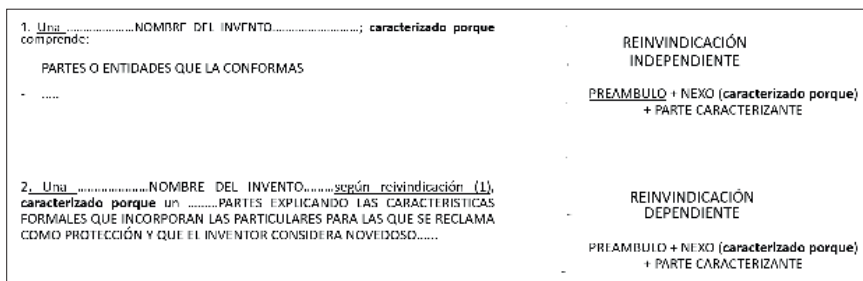 1. Una .....................NOMBRE DEL INVENTO............................; caracterizado porque
comprende:
PARTES O ENTIDADES QUE LA CONFORMAS
- .....
REINVINDICACIÓN
INDEPENDIENTE
PREAMBULO + NEXO (caracterizado porque)
+ PARTE CARACTERIZANTE
2. Una .....................NOMBRE DEL INVENTO.........según reivindicación (1),
caracterizado porque un .........PARTES EXPLICANDO LAS CARACTERISTICAS
FORMALES QUE INCORPORAN LAS PARTICULARES PARA LAS QUE SE RECLAMA
COMO PROTECCIÓN Y QUE EL INVENTOR CONSIDERA NOVEDOSO......
REINVINDICACIÓN
DEPENDIENTE
PREAMBULO + NEXO (caracterizado porque)
+ PARTE CARACTERIZANTE